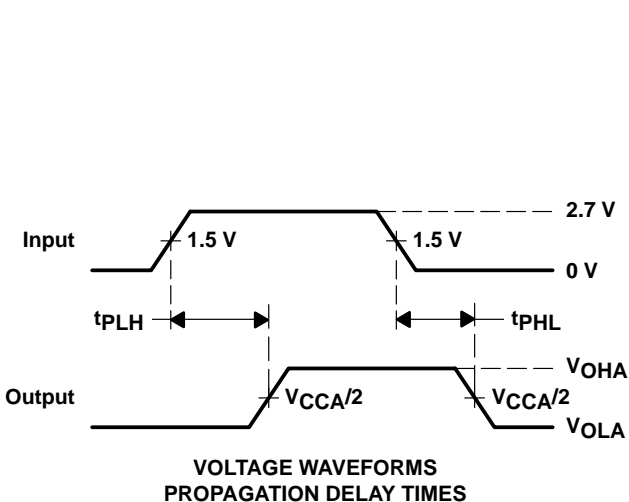 2.7 V
Input
1.5 V
1.5 V
0 V
tPLH
tPHL
VOHA
Output
VCCA/2
VCCA/2
VOLA
VOLTAGE WAVEFORMS
PROPAGATION DELAY TIMES